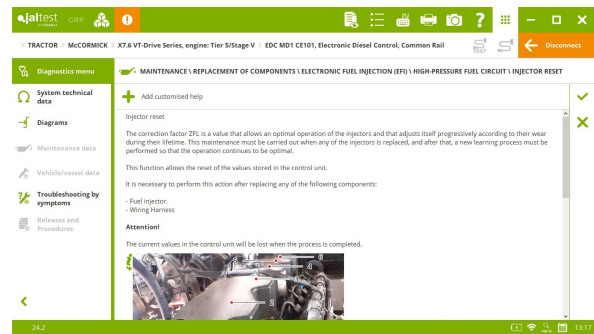 jaltest GRP
BY COJALI
> TRACTOR > McCORMICK > X7.6 VT-Drive Series, engine: Tier 5/Stage V > EDC MD1 CE101, Electronic Diesel Control, Common Rail
TEST
Disconnect
Diagnostics menu
System technical
data
Diagrams
Maintenance data
Vehicle/vessel data
Troubleshooting by
symptoms
Releases and
Procedures
MAINTENANCE \ REPLACEMENT OF COMPONENTS \ ELECTRONIC FUEL INJECTION (EFI) \ HIGH-PRESSURE FUEL CIRCUIT \ INJECTOR RESET
Add customised help
Injector reset
The correction factor ZFL is a value that allows an optimal operation of the injectors and that adjusts itself progressively according to their wear
during their lifetime. This maintenance must be carried out when any of the injectors is replaced, and after that, a new learning process must be
performed so that the operation continues to be optimal.
This function allows the reset of the values stored in the control unit.
It is necessary to perform this action after replacing any of the following components:
- Fuel injector.
- Wiring Harness
Attention!
The current values in the control unit will be lost when the process is completed.
6
4
2
24.2
100%
13:17